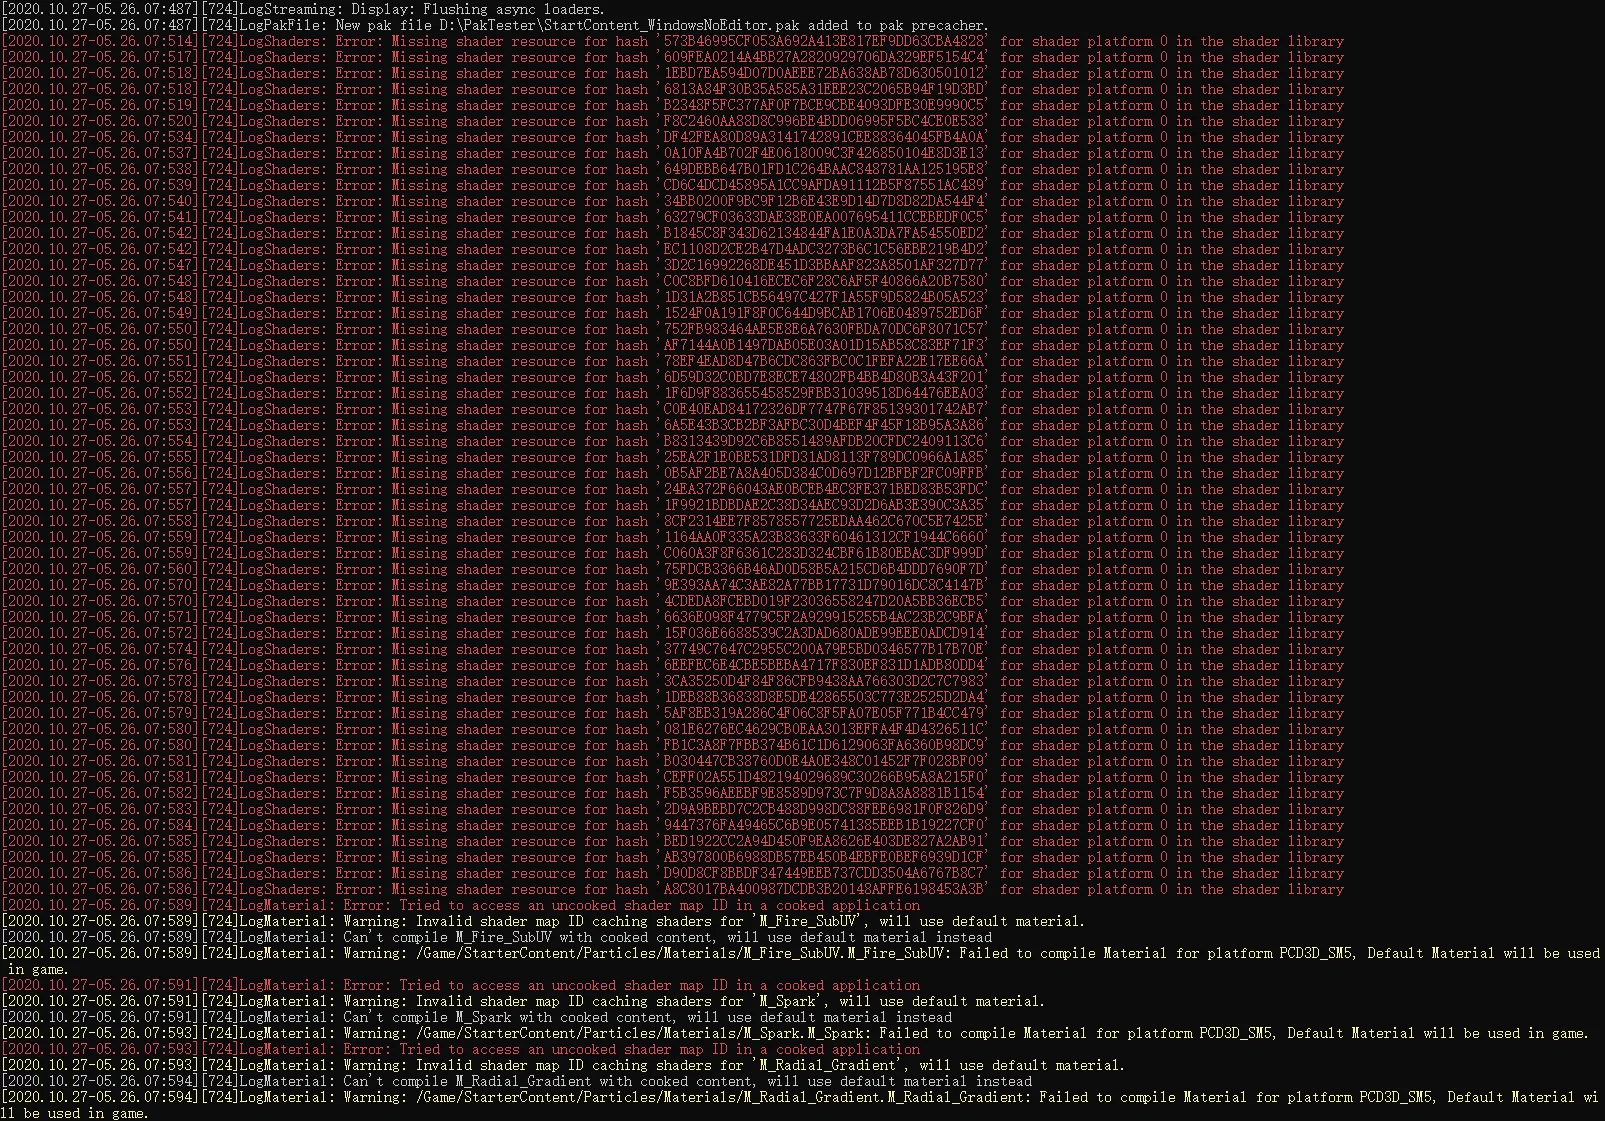 [2020.10.27-05.26.07:487][724]LogStreaming: Display: Flushing async loaders.
[2020.10.27-05.26.07:487][724]LogPakFile: New pak file D:\PakTester\StartContent_WindowsNoEditor.pak added to pak precacher.
[2020.10.27-05.26.07:514][724]LogShaders: Error: Missing shader resource for hash '573B46995CF053A692A413E817EF9DD63CBA4828' for shader platform 0 in the shader library
[2020.10.27-05.26.07:517][724]LogShaders: Error: Missing shader resource for hash '609FEA0214A4BB27A2820929706DA329EF5154C4' for shader platform 0 in the shader library
[2020.10.27-05.26.07:518][724]LogShaders: Error: Missing shader resource for hash '1EBD7EA594D07D0AEEE72BA638AB78D630501012' for shader platform 0 in the shader library
[2020.10.27-05.26.07:518][724]LogShaders: Error: Missing shader resource for hash '6813A84F30B35A585A31EEE23C2065B94F19D3BD' for shader platform 0 in the shader library
[2020.10.27-05.26.07:519][724]LogShaders: Error: Missing shader resource for hash 'B2348F5FC377AF0F7BCE9CBE4093DFE30E9990C5' for shader platform 0 in the shader library
[2020.10.27-05.26.07:520][724]LogShaders: Error: Missing shader resource for hash 'F8C2460AA88D8C996BE4BDD06995F5BC4CE0E538' for shader platform 0 in the shader library
[2020.10.27-05.26.07:534][724]LogShaders: Error: Missing shader resource for hash 'DF42FEA80D89A3141742891CEE88364045FB4A0A' for shader platform 0 in the shader library
[2020.10.27-05.26.07:537][724]LogShaders: Error: Missing shader resource for hash '0A10FA4B702F4E0618009C3F426850104E8D3E13' for shader platform 0 in the shader library
[2020.10.27-05.26.07:538][724]LogShaders: Error: Missing shader resource for hash '649DEBB647B01FD1C264BAAC848781AA125195E8' for shader platform 0 in the shader library
[2020.10.27-05.26.07:539][724]LogShaders: Error: Missing shader resource for hash 'CD6C4DCD45895A1CC9AFDA91112B5F87551AC489' for shader platform 0 in the shader library
[2020.10.27-05.26.07:540][724]LogShaders: Error: Missing shader resource for hash '34BB0200F9BC9F12B6E43E9D14D7D8D82DA544F4' for shader platform 0 in the shader library
[2020.10.27-05.26.07:541][724]LogShaders: Error: Missing shader resource for hash '63279CF03633DAE38E0EA007695411CCEBEDF0C5' for shader platform 0 in the shader library
[2020.10.27-05.26.07:542][724]LogShaders: Error: Missing shader resource for hash 'B1845C8F343D62134844FA1E0A3DA7FA54550ED2' for shader platform 0 in the shader library
[2020.10.27-05.26.07:542][724]LogShaders: Error: Missing shader resource for hash 'EC1108D2CE2B47D4ADC3273B6C1C56EBE219B4D2' for shader platform 0 in the shader library
[2020.10.27-05.26.07:547][724]LogShaders: Error: Missing shader resource for hash '3D2C16992268DE451D3BBAAF823A8501AF327D77' for shader platform 0 in the shader library
[2020.10.27-05.26.07:548][724]LogShaders: Error: Missing shader resource for hash 'C0C8BFD610416ECEC6F28C6AF5F40866A20B7580' for shader platform 0 in the shader library
[2020.10.27-05.26.07:548][724]LogShaders: Error: Missing shader resource for hash '1D31A2B851CB56497C427F1A55F9D5824B05A523' for shader platform 0 in the shader library
[2020.10.27-05.26.07:549][724]LogShaders: Error: Missing shader resource for hash '1524F0A191F8F0C644D9BCAB1706E0489752ED6F' for shader platform 0 in the shader library
[2020.10.27-05.26.07:550][724]LogShaders: Error: Missing shader resource for hash '752FB983464AE5E8E6A7630FBDA70DC6F8071C57' for shader platform 0 in the shader library
[2020.10.27-05.26.07:550][724]LogShaders: Error: Missing shader resource for hash 'AF7144A0B1497DAB05E03A01D15AB58C83EF71F3' for shader platform 0 in the shader library
[2020.10.27-05.26.07:551][724]LogShaders: Error: Missing shader resource for hash '78EF4EAD8D47B6CDC863FBC0C1FEFA22E17EE66A' for shader platform 0 in the shader library
[2020.10.27-05.26.07:552][724]LogShaders: Error: Missing shader resource for hash '6D59D32C0BD7E8ECE74802FB4BB4D80B3A43F201' for shader platform 0 in the shader library
[2020.10.27-05.26.07:552][724]LogShaders: Error: Missing shader resource for hash '1F6D9F883655458529FBB31039518D64476EEA03' for shader platform 0 in the shader library
[2020.10.27-05.26.07:553][724]LogShaders: Error: Missing shader resource for hash 'C0E40EAD84172326DF7747F67F85139301742AB7' for shader platform 0 in the shader library
[2020.10.27-05.26.07:553][724]LogShaders: Error: Missing shader resource for hash '6A5E43B3CB2BF3AFBC30D4BEF4F45F18B95A3A86' for shader platform 0 in the shader library
[2020.10.27-05.26.07:554][724]LogShaders: Error: Missing shader resource for hash 'B8313439D92C6B8551489AFDB20CFDC2409113C6' for shader platform 0 in the shader library
[2020.10.27-05.26.07:555][724]LogShaders: Error: Missing shader resource for hash '25EA2F1E0BE531DFD31AD8113F789DC0966A1A85' for shader platform 0 in the shader library
[2020.10.27-05.26.07:556][724]LogShaders: Error: Missing shader resource for hash '0B5AF2BE7A8A405D384C0D697D12BFBF2FC09FFB' for shader platform 0 in the shader library
[2020.10.27-05.26.07:557][724]LogShaders: Error: Missing shader resource for hash '24EA372F66043AE0BCEB4EC8FE371BED83B53FDC' for shader platform 0 in the shader library
[2020.10.27-05.26.07:557][724]LogShaders: Error: Missing shader resource for hash '1F9921BDBDAE2C38D34AEC93D2D6AB3E390C3A35' for shader platform 0 in the shader library
[2020.10.27-05.26.07:558][724]LogShaders: Error: Missing shader resource for hash '8CF2314EE7F8578557725EDAA462C670C5E7425E' for shader platform 0 in the shader library
[2020.10.27-05.26.07:559][724]LogShaders: Error: Missing shader resource for hash '1164AA0F335A23B83633F60461312CF1944C6660' for shader platform 0 in the shader library
[2020.10.27-05.26.07:559][724]LogShaders: Error: Missing shader resource for hash 'C060A3F8F6361C283D324CBF61B80EBAC3DF999D' for shader platform 0 in the shader library
[2020.10.27-05.26.07:560][724]LogShaders: Error: Missing shader resource for hash '75FDCB3366B46AD0D58B5A215CD6B4DDD7690F7D' for shader platform 0 in the shader library
[2020.10.27-05.26.07:570][724]LogShaders: Error: Missing shader resource for hash '9E393AA74C3AE82A77BB17731D79016DC8C4147B' for shader platform 0 in the shader library
[2020.10.27-05.26.07:570][724]LogShaders: Error: Missing shader resource for hash '4CDEDA8FCEBD019F23036558247D20A5BB36ECB5' for shader platform 0 in the shader library
[2020.10.27-05.26.07:571][724]LogShaders: Error: Missing shader resource for hash '6636E098F4779C5F2A929915255B4AC23B2C9BFA' for shader platform 0 in the shader library
[2020.10.27-05.26.07:572][724]LogShaders: Error: Missing shader resource for hash '15F036E6688539C2A3DAD680ADE99EEE0ADCD914' for shader platform 0 in the shader library
[2020.10.27-05.26.07:574][724]LogShaders: Error: Missing shader resource for hash '37749C7647C2955C200A79E5BD0346577B17B70E' for shader platform 0 in the shader library
[2020.10.27-05.26.07:576][724]LogShaders: Error: Missing shader resource for hash '6EEFEC6E4CBE5BEBA4717F830EF831D1ADB80DD4' for shader platform 0 in the shader library
[2020.10.27-05.26.07:578][724]LogShaders: Error: Missing shader resource for hash '3CA35250D4F84F86CFB9438AA766303D2C7C7983' for shader platform 0 in the shader library
[2020.10.27-05.26.07:578][724]LogShaders: Error: Missing shader resource for hash '1DEB88B36838D8E5DE42865503C773E2525D2DA4' for shader platform 0 in the shader library
[2020.10.27-05.26.07:579][724]LogShaders: Error: Missing shader resource for hash '5AF8EB319A286C4F06C8F5FA07E05F771B4CC479' for shader platform 0 in the shader library
[2020.10.27-05.26.07:580][724]LogShaders: Error: Missing shader resource for hash '081E6276EC4629CB0EAA3013EFFA4F4D4326511C' for shader platform 0 in the shader library
[2020.10.27-05.26.07:580][724]LogShaders: Error: Missing shader resource for hash 'FB1C3A8F7FBB374B61C1D6129063FA6360B98DC9' for shader platform 0 in the shader library
[2020.10.27-05.26.07:581][724]LogShaders: Error: Missing shader resource for hash 'B030447CB38760D0E4A0E348C01452F7F028BF09' for shader platform 0 in the shader library
[2020.10.27-05.26.07:581][724]LogShaders: Error: Missing shader resource for hash 'CEFF02A551D482194029689C30266B95A8A215F0' for shader platform 0 in the shader library
[2020.10.27-05.26.07:582][724]LogShaders: Error: Missing shader resource for hash 'F5B3596AEEBF9E8589D973C7F9D8A8A8881B1154' for shader platform 0 in the shader library
[2020.10.27-05.26.07:583][724]LogShaders: Error: Missing shader resource for hash '2D9A9BEBD7C2CB488D998DC88FEE6981F0F826D9' for shader platform 0 in the shader library
[2020.10.27-05.26.07:584][724]LogShaders: Error: Missing shader resource for hash '9447376FA49465C6B9E05741385EEB1B19227CF0' for shader platform 0 in the shader library
[2020.10.27-05.26.07:585][724]LogShaders: Error: Missing shader resource for hash 'BED1922CC2A94D450F9EA8626E403DE827A2AB91' for shader platform 0 in the shader library
[2020.10.27-05.26.07:585][724]LogShaders: Error: Missing shader resource for hash 'AB397800B6988DB57EB450B4EBFE0BEF6939D1CF' for shader platform 0 in the shader library
[2020.10.27-05.26.07:586][724]LogShaders: Error: Missing shader resource for hash 'D90D8CF8BBDF347449EEB737CDD3504A6767B8C7' for shader platform 0 in the shader library
[2020.10.27-05.26.07:586][724]LogShaders: Error: Missing shader resource for hash 'A8C8017BA400987DCDB3B20148AFFE6198453A3B' for shader platform 0 in the shader library
[2020.10.27-05.26.07:589][724]LogMaterial: Error: Tried to access an uncooked shader map ID in a cooked application
[2020.10.27-05.26.07:589][724]LogMaterial: Warning: Invalid shader map ID caching shaders for 'M_Fire_SubUV', will use default material.
[2020.10.27-05.26.07:589][724]LogMaterial: Can't compile M_Fire_SubUV with cooked content, will use default material instead
[2020.10.27-05.26.07:589][724]LogMaterial: Warning: /Game/StarterContent/Particles/Materials/M_Fire_SubUV.M_Fire_SubUV: Failed to compile Material for platform PCD3D_SM5, Default Material will be used
in game.
[2020.10.27-05.26.07:591][724]LogMaterial: Error: Tried to access an uncooked shader map ID in a cooked application
[2020.10.27-05.26.07:591][724]LogMaterial: Warning: Invalid shader map ID caching shaders for 'M_Spark', will use default material.
[2020.10.27-05.26.07:591][724]LogMaterial: Can't compile M_Spark with cooked content, will use default material instead
[2020.10.27-05.26.07:593][724]LogMaterial: Warning: /Game/StarterContent/Particles/Materials/M_Spark.M_Spark: Failed to compile Material for platform PCD3D_SM5, Default Material will be used in game.
[2020.10.27-05.26.07:593][724]LogMaterial: Error: Tried to access an uncooked shader map ID in a cooked application
[2020.10.27-05.26.07:593][724]LogMaterial: Warning: Invalid shader map ID caching shaders for 'M_Radial_Gradient', will use default material.
[2020.10.27-05.26.07:594][724]LogMaterial: Can't compile M_Radial_Gradient with cooked content, will use default material instead
[2020.10.27-05.26.07:594][724]LogMaterial: Warning: /Game/StarterContent/Particles/Materials/M_Radial_Gradient.M_Radial_Gradient: Failed to compile Material for platform PCD3D_SM5, Default Material wi
ll be used in game.